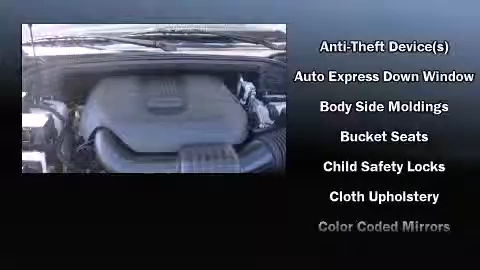 Anti-Theft Device(s)
Auto Express Down Window
Body Side Moldings
Bucket Seats
Child Safety Locks
Cloth Upholstery
Color Coded Mirrors